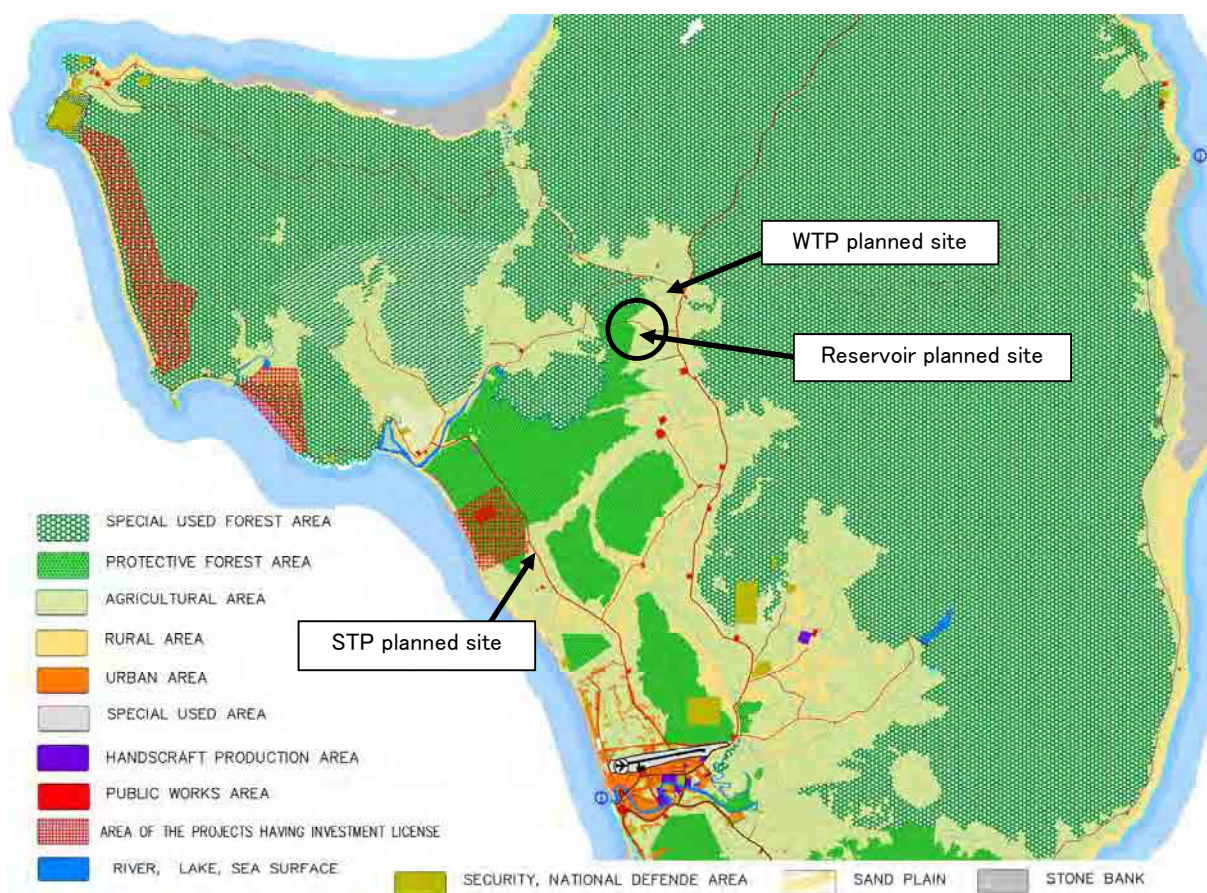 WTP planned site
Reservoir planned site
STP planned site
SPECIAL USED FOREST AREA
PROTECTIVE FOREST AREA
AGRICULTURAL AREA
RURAL AREA
URBAN AREA
SPECIAL USED AREA
HANDSCRAFT PRODUCTION AREA
PUBLIC WORKS AREA
AREA OF THE PROJECTS HAVING INVESTMENT LICENSE
RIVER, LAKE, SEA SURFACE
SECURITY, NATIONAL DEFENDE AREA
SAND PLAIN
STONE BANK